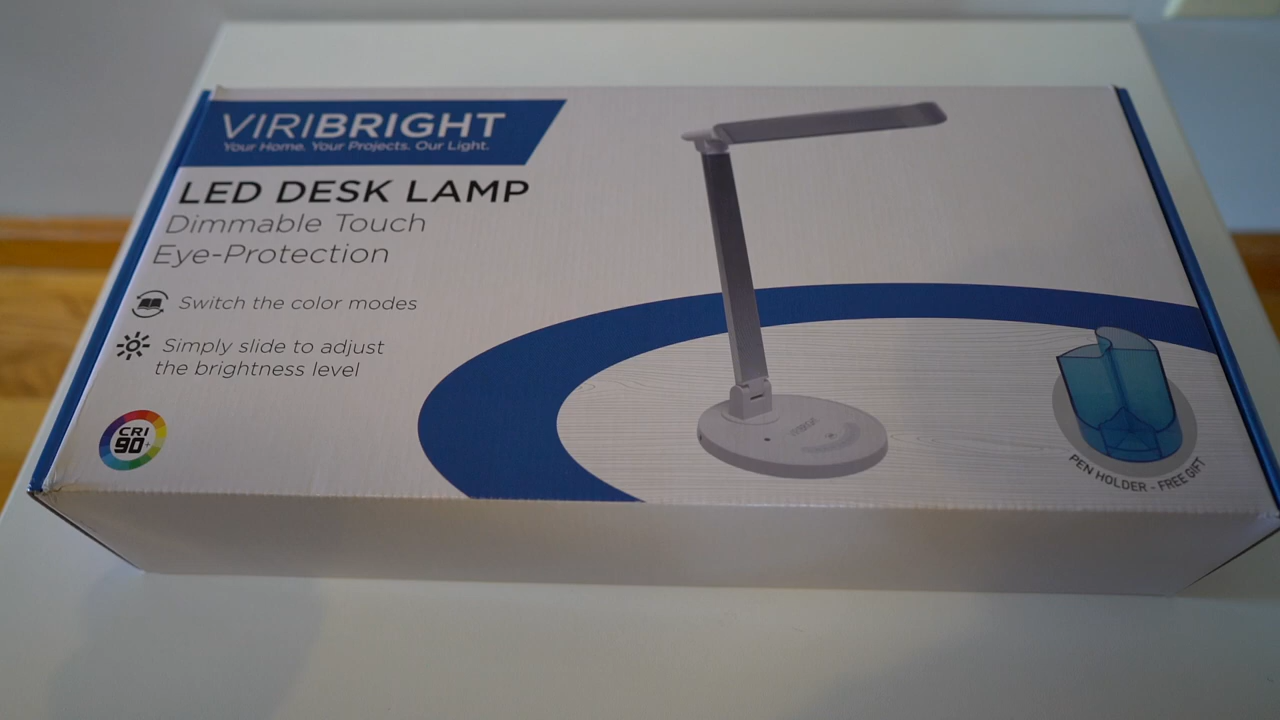 VIRIBRIGHT
Your Home. Your Projects. Our Light.
LED DESK LAMP
Dimmable Touch
Eye-Protection
Switch the color modes
Simply slide to adjust
the brightness level
CRI
90+
PEN HOLDER - FREE GIFT